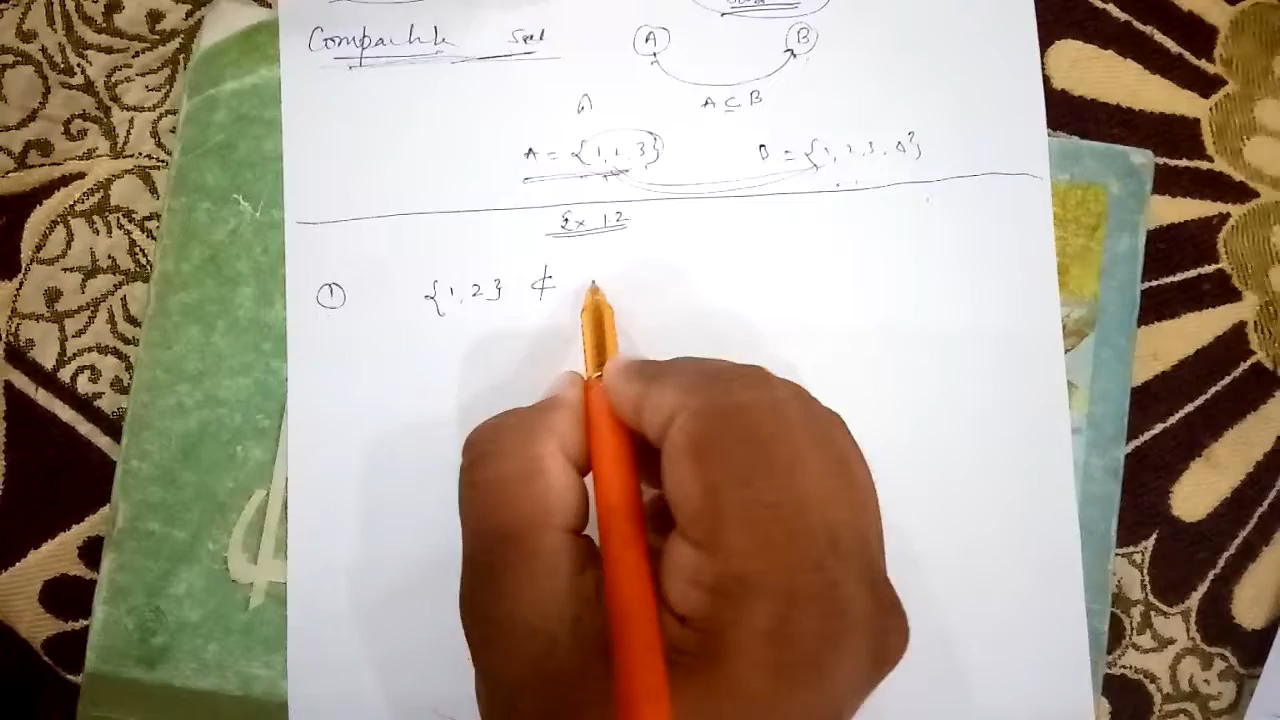 Comparable Set A B
A A ⊆ B
A = {1, 2, 3} B = {1, 2, 3, 4}
Ex 1.2
① {1, 2} ⊄